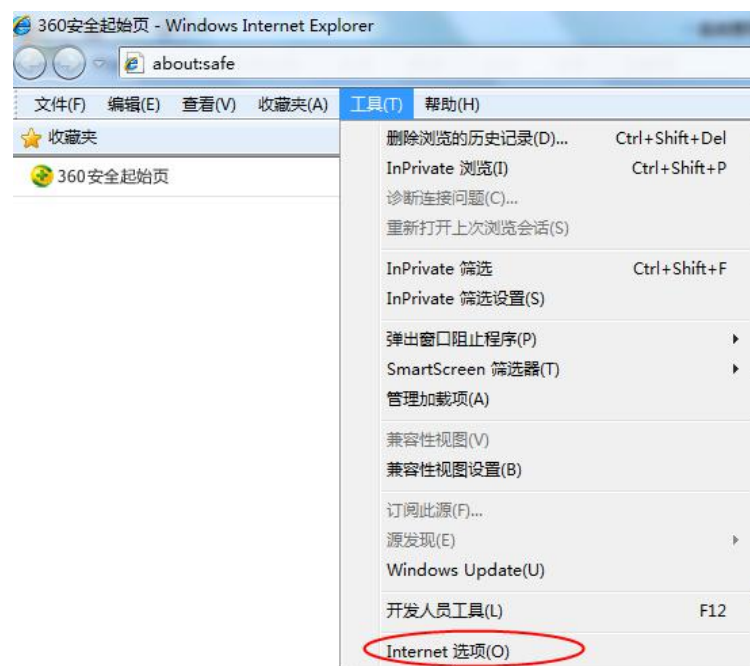 360安全起始页 - Windows Internet Explorer
about:safe
文件(F) 编辑(E) 查看(V) 收藏夹(A) 工具(T) 帮助(H)
收藏夹
360安全起始页
删除浏览的历史记录(D)... Ctrl+Shift+Del
InPrivate 浏览(I) Ctrl+Shift+P
诊断连接问题(C)...
重新打开上次浏览会话(S)
InPrivate 筛选 Ctrl+Shift+F
InPrivate 筛选设置(S)
弹出窗口阻止程序(P)
SmartScreen 筛选器(T)
管理加载项(A)
兼容性视图(V)
兼容性视图设置(B)
订阅此源(F)...
源发现(E)
Windows Update(U)
开发人员工具(L) F12
Internet 选项(O)